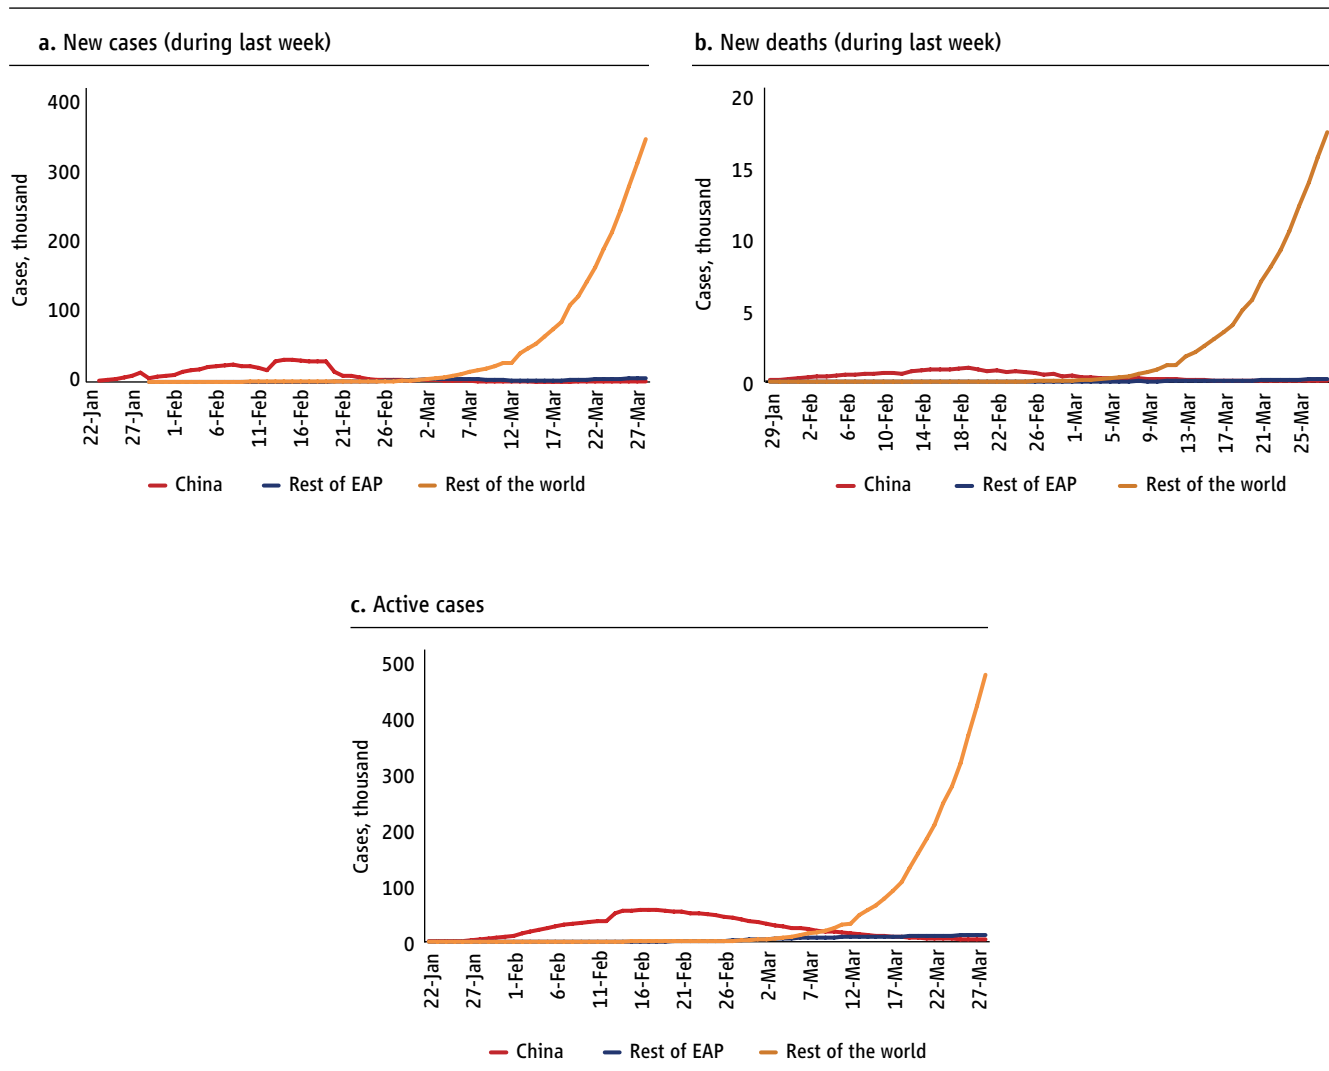 a. New cases (during last week)
Cases, thousand
400
300
200
100
0
22-Jan
27-Jan
1-Feb
6-Feb
11-Feb
16-Feb
21-Feb
26-Feb
2-Mar
7-Mar
12-Mar
17-Mar
22-Mar
27-Mar
China Rest of EAP Rest of the world
b. New deaths (during last week)
Cases, thousand
20
15
10
5
0
29-Jan
2-Feb
6-Feb
10-Feb
14-Feb
18-Feb
22-Feb
26-Feb
1-Mar
5-Mar
9-Mar
13-Mar
17-Mar
21-Mar
25-Mar
China Rest of EAP Rest of the world
c. Active cases
Cases, thousand
500
400
300
200
100
0
22-Jan
27-Jan
1-Feb
6-Feb
11-Feb
16-Feb
21-Feb
26-Feb
2-Mar
7-Mar
12-Mar
17-Mar
22-Mar
27-Mar
China Rest of EAP Rest of the world